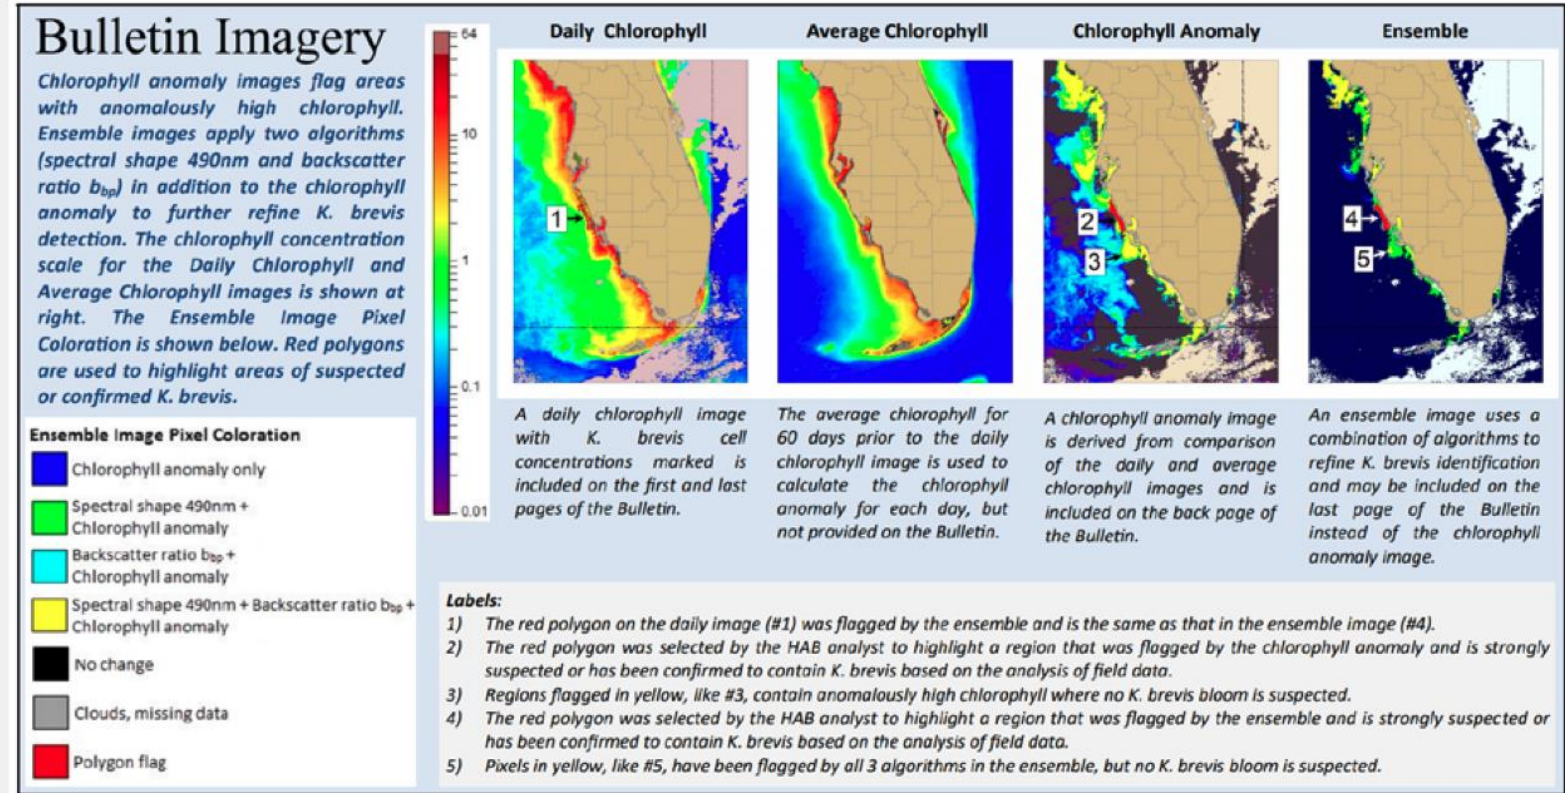 Bulletin Imagery
Chlorophyll anomaly images flag areas
with anomalously high chlorophyll.
Ensemble images apply two algorithms
(spectral shape 490nm and backscatter
ratio bbp) in addition to the chlorophyll
anomaly to further refine K. brevis
detection. The chlorophyll concentration
scale for the Daily Chlorophyll and
Average Chlorophyll images is shown at
right. The Ensemble Image Pixel
Coloration is shown below. Red polygons
are used to highlight areas of suspected
or confirmed K. brevis.
Ensemble Image Pixel Coloration
Chlorophyll anomaly only
Spectral shape 490nm +
Chlorophyll anomaly
Backscatter ratio bbp +
Chlorophyll anomaly
Spectral shape 490nm + Backscatter ratio bbp +
Chlorophyll anomaly
No change
Clouds, missing data
Polygon flag
64
10
1
0.1
0.01
Daily Chlorophyll
1
A daily chlorophyll image
with K. brevis cell
concentrations marked is
included on the first and last
pages of the Bulletin.
Average Chlorophyll
The average chlorophyll for
60 days prior to the daily
chlorophyll image is used to
calculate the chlorophyll
anomaly for each day, but
not provided on the Bulletin.
Chlorophyll Anomaly
2
3
A chlorophyll anomaly image
is derived from comparison
of the daily and average
chlorophyll images and is
included on the back page of
the Bulletin.
Ensemble
4
5
An ensemble image uses a
combination of algorithms to
refine K. brevis identification
and may be included on the
last page of the Bulletin
instead of the chlorophyll
anomaly image.
Labels:
1) The red polygon on the daily image (#1) was flagged by the ensemble and is the same as that in the ensemble image (#4).
2) The red polygon was selected by the HAB analyst to highlight a region that was flagged by the chlorophyll anomaly and is strongly
suspected or has been confirmed to contain K. brevis based on the analysis of field data.
3) Regions flagged in yellow, like #3, contain anomalously high chlorophyll where no K. brevis bloom is suspected.
4) The red polygon was selected by the HAB analyst to highlight a region that was flagged by the ensemble and is strongly suspected or
has been confirmed to contain K. brevis based on the analysis of field data.
5) Pixels in yellow, like #5, have been flagged by all 3 algorithms in the ensemble, but no K. brevis bloom is suspected.